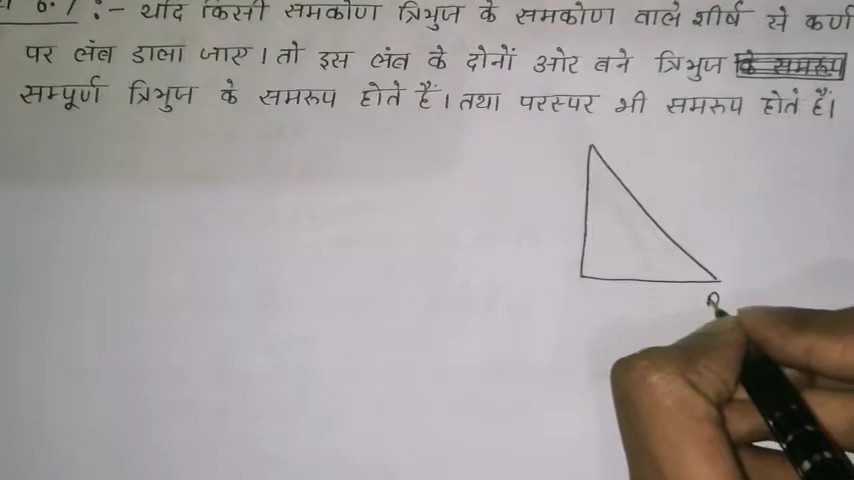 6.7 :- यदि किसी समकोण त्रिभुज के समकोण वाले शीर्ष से कर्ण
पर लंब डाला जाए। तो इस लंब के दोनों ओर बने त्रिभुज के समरूप
सम्पूर्ण त्रिभुज के समरूप होते हैं। तथा परस्पर भी समरूप होते हैं।